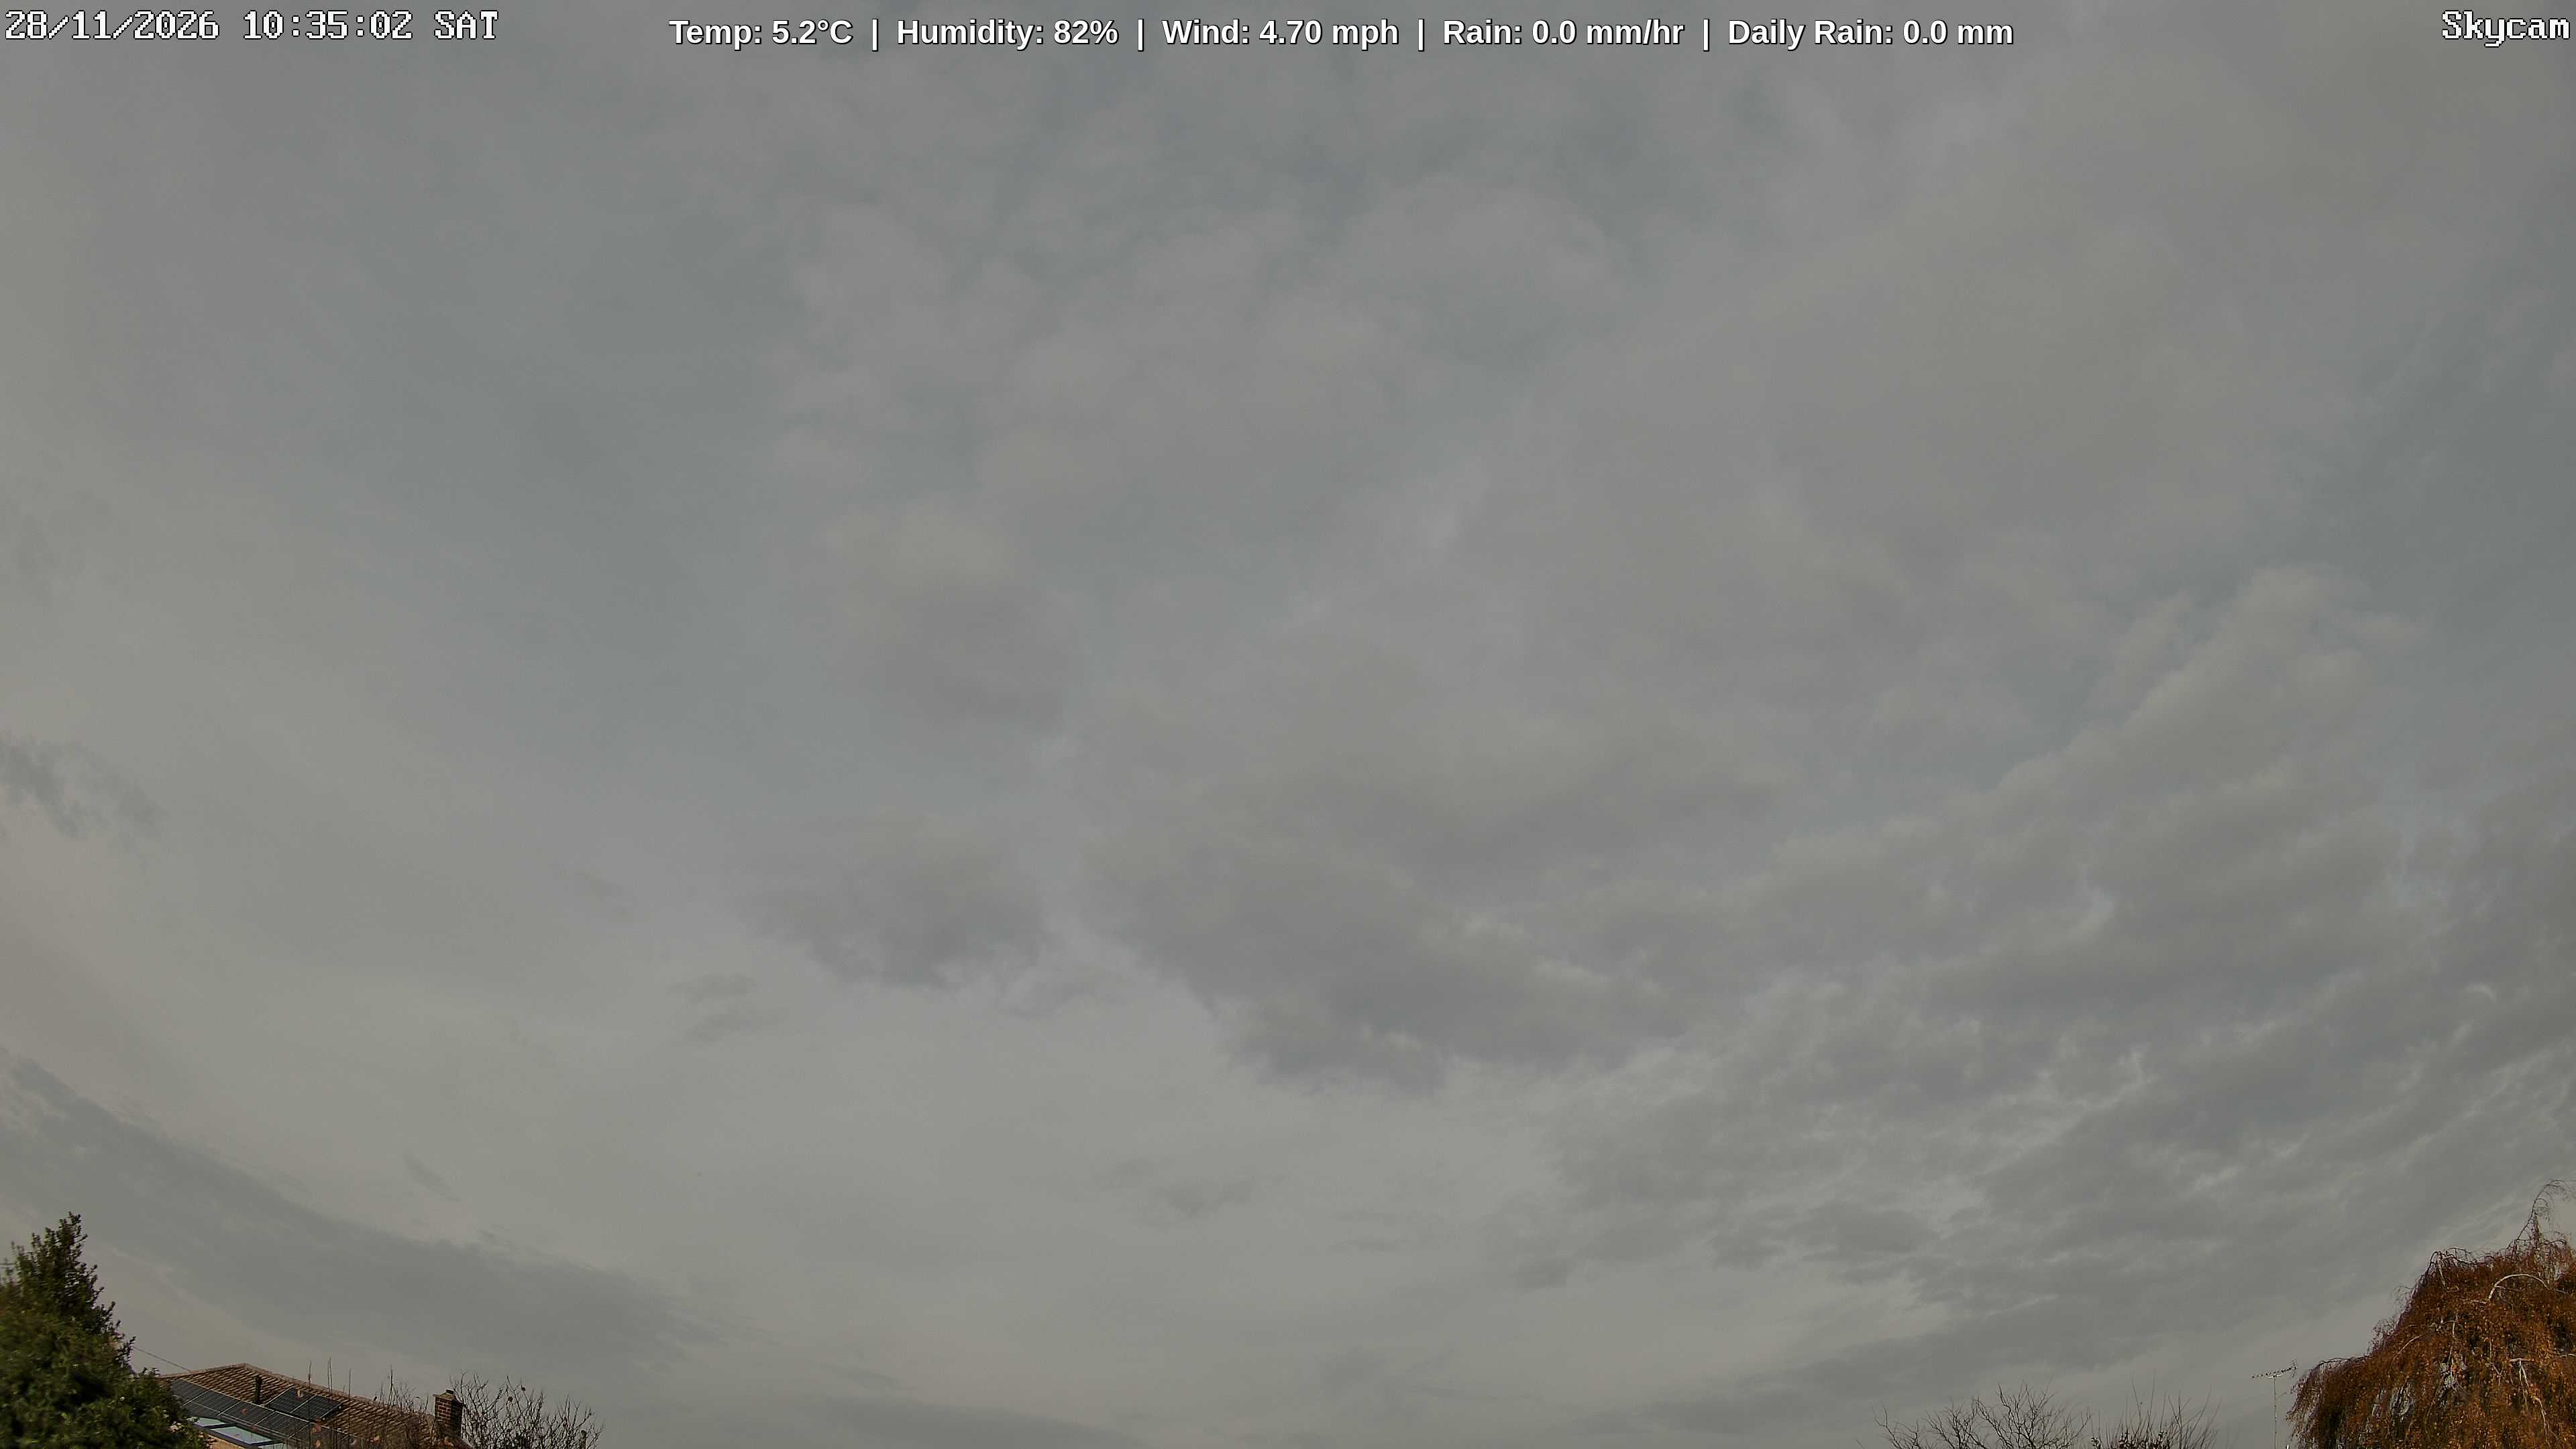 28/11/2026 10:35:02 SAT
Temp: 5.2°C | Humidity: 82% | Wind: 4.70 mph | Rain: 0.0 mm/hr | Daily Rain: 0.0 mm
Skycam